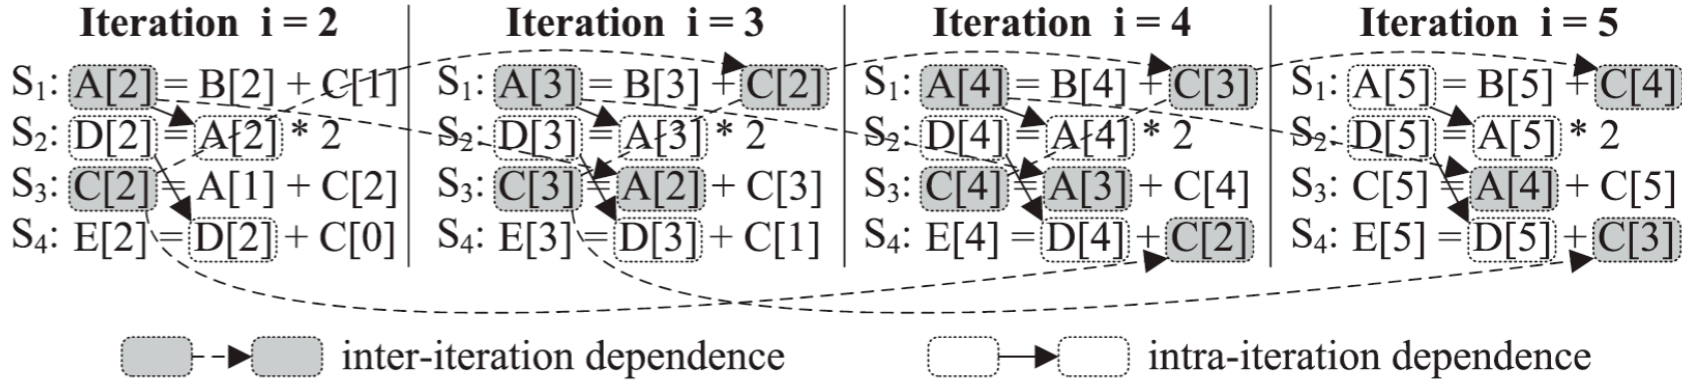 Iteration i = 2 Iteration i = 3 Iteration i = 4 Iteration i = 5
S₁: A[2] = B[2] + C[1] S₁: A[3] = B[3] + C[2] S₁: A[4] = B[4] + C[3] S₁: A[5] = B[5] + C[4]
S₂: D[2] = A[2] * 2 S₂: D[3] = A[3] * 2 S₂: D[4] = A[4] * 2 S₂: D[5] = A[5] * 2
S₃: C[2] = A[1] + C[2] S₃: C[3] = A[2] + C[3] S₃: C[4] = A[3] + C[4] S₃: C[5] = A[4] + C[5]
S₄: E[2] = D[2] + C[0] S₄: E[3] = D[3] + C[1] S₄: E[4] = D[4] + C[2] S₄: E[5] = D[5] + C[3]
inter-iteration dependence intra-iteration dependence